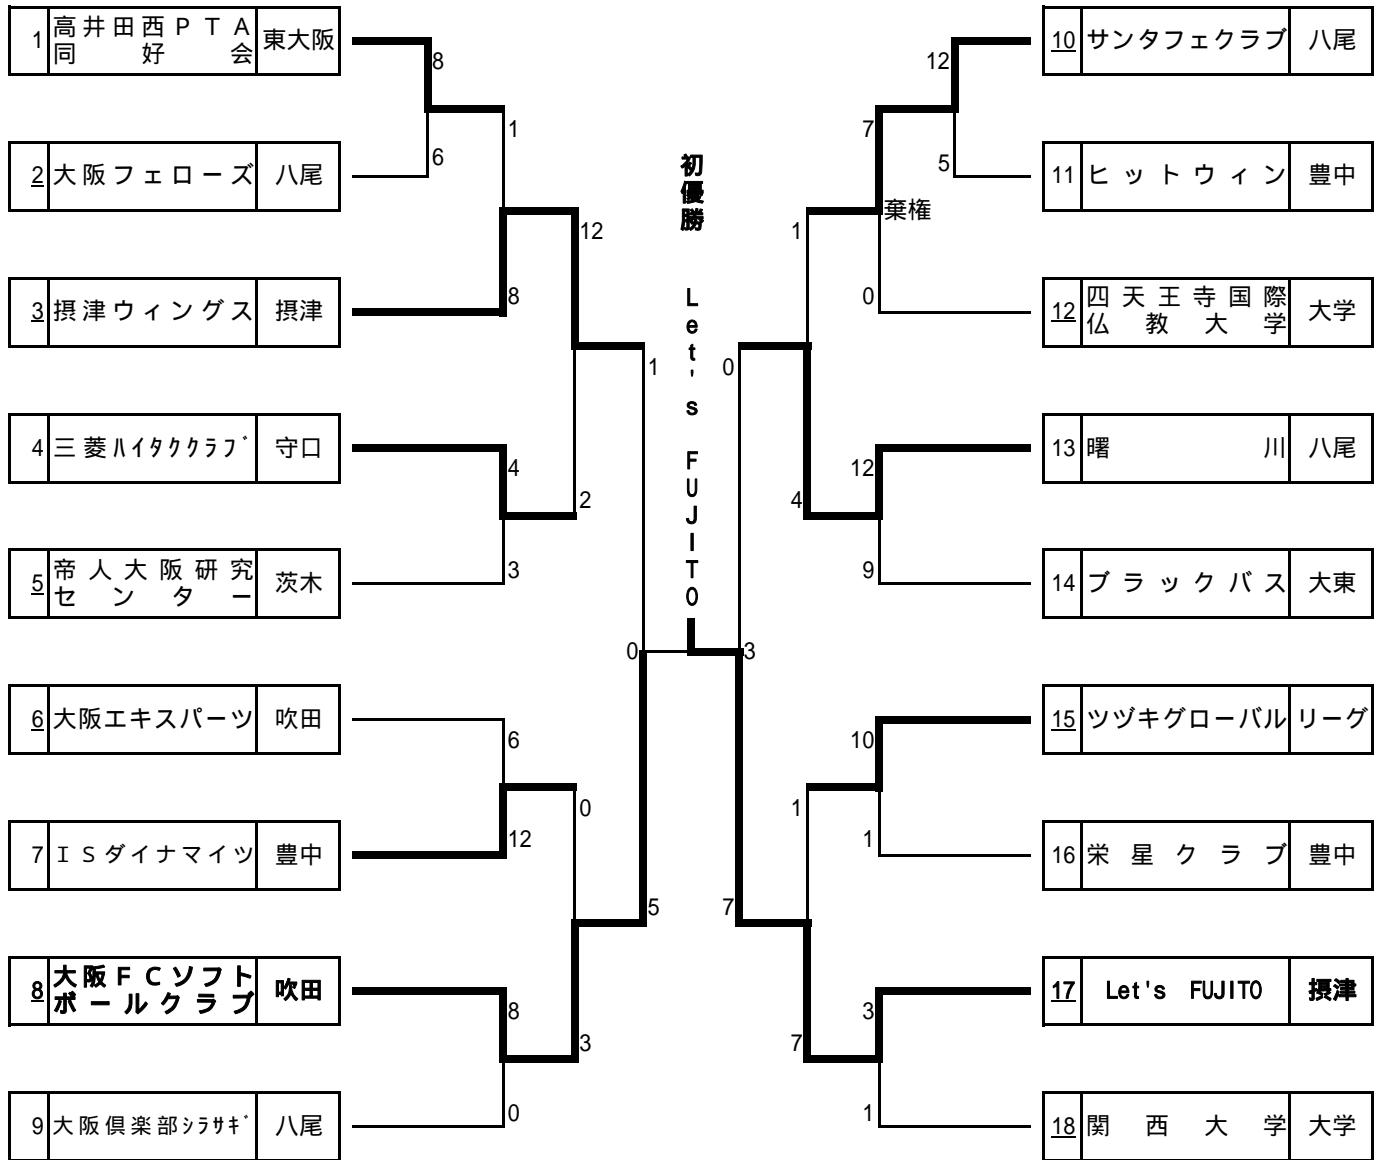 1 高井田西ＰＴＡ
同好会 東大阪
2 大阪フェローズ 八尾
3 摂津ウィングス 摂津
4 三菱ﾊｲﾀｸｸﾗﾌﾞ 守口
5 帝人大阪研究
センター 茨木
6 大阪エキスパーツ 吹田
7 ＩＳダイナマイツ 豊中
8 大阪ＦＣソフト
ボールクラブ 吹田
9 大阪倶楽部ｼﾗｻｷﾞ 八尾
8
6
1
8
12
4
3
2
1
0
6
12
0
8
0
3
5
初優勝 Let's FUJITO
12
5
7
棄権
0
1
0
12
9
4
3
10
1
1
7
3
1
7
10 サンタフェクラブ 八尾
11 ヒットウィン 豊中
12 四天王寺国際
仏教大学 大学
13 曙川 八尾
14 ブラックバス 大東
15 ツヅキグローバル リーグ
16 栄星クラブ 豊中
17 Let's FUJITO 摂津
18 関西大学 大学